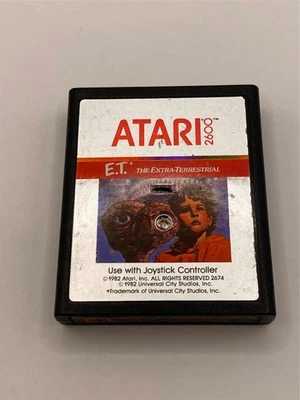 ATARI 2600™
E.T.* THE EXTRA-TERRESTRIAL
Use with Joystick Controller
©1982 Atari, Inc. ALL RIGHTS RESERVED 2674
©1982 Universal City Studios, Inc.
*Trademark of Universal City Studios, Inc.